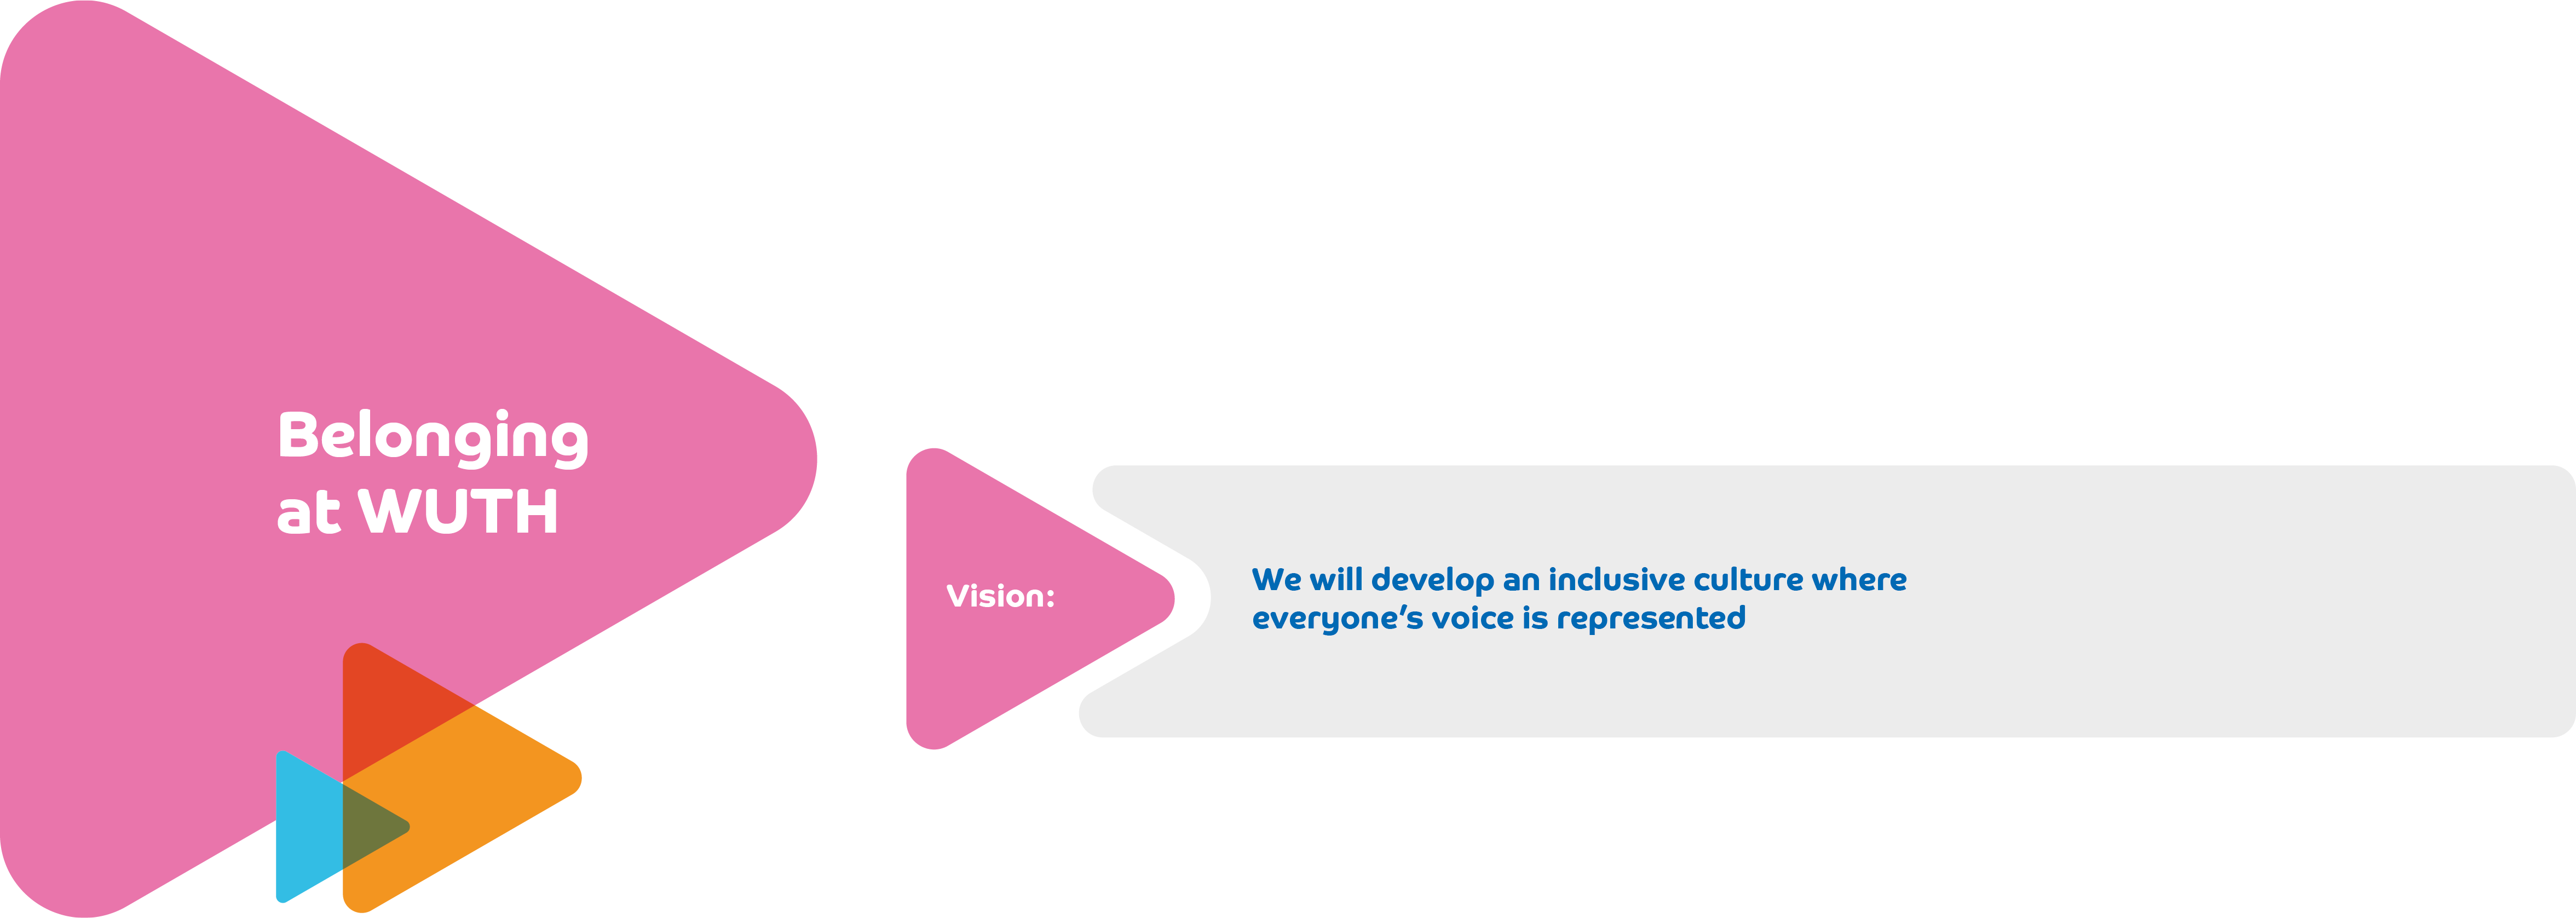 Belonging
at WUTH
Vision:
We will develop an inclusive culture where
everyone’s voice is represented